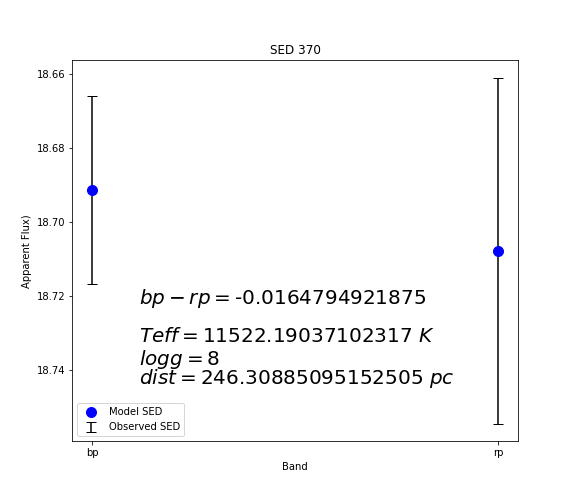 SED 370
18.66
18.68
18.70
18.72
18.74
Apparent Flux)
bp − rp = -0.0164794921875
Teff = 11522.19037102317 K
logg = 8
dist = 246.30885095152505 pc
Model SED
Observed SED
bp
rp
Band